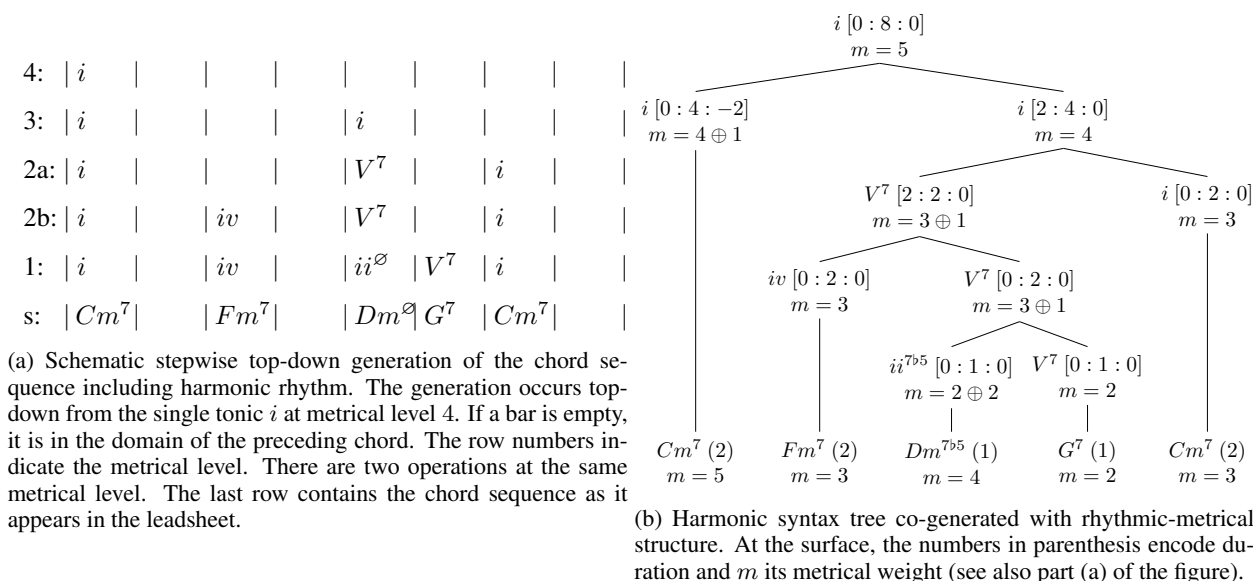 4: | i | | | | | | | |
3: | i | | | | i | | | |
2a: | i | | | | V⁷ | | i | |
2b: | i | | iv | | V⁷ | | i | |
1: | i | | iv | | ii^ø | V⁷ | i | |
s: | Cm⁷ | | Fm⁷ | | Dm^ø | G⁷ | Cm⁷ | |
(a) Schematic stepwise top-down generation of the chord se-
quence including harmonic rhythm. The generation occurs top-
down from the single tonic i at metrical level 4. If a bar is empty,
it is in the domain of the preceding chord. The row numbers in-
dicate the metrical level. There are two operations at the same
metrical level. The last row contains the chord sequence as it
appears in the leadsheet.
i [0 : 8 : 0]
m = 5
i [0 : 4 : −2] i [2 : 4 : 0]
m = 4 ⊕ 1 m = 4
V⁷ [2 : 2 : 0] i [0 : 2 : 0]
m = 3 ⊕ 1 m = 3
iv [0 : 2 : 0] V⁷ [0 : 2 : 0]
m = 3 m = 3 ⊕ 1
ii⁷♭⁵ [0 : 1 : 0] V⁷ [0 : 1 : 0]
m = 2 ⊕ 2 m = 2
Cm⁷ (2) Fm⁷ (2) Dm⁷♭⁵ (1) G⁷ (1) Cm⁷ (2)
m = 5 m = 3 m = 4 m = 2 m = 3
(b) Harmonic syntax tree co-generated with rhythmic-metrical
structure. At the surface, the numbers in parenthesis encode du-
ration and m its metrical weight (see also part (a) of the figure).